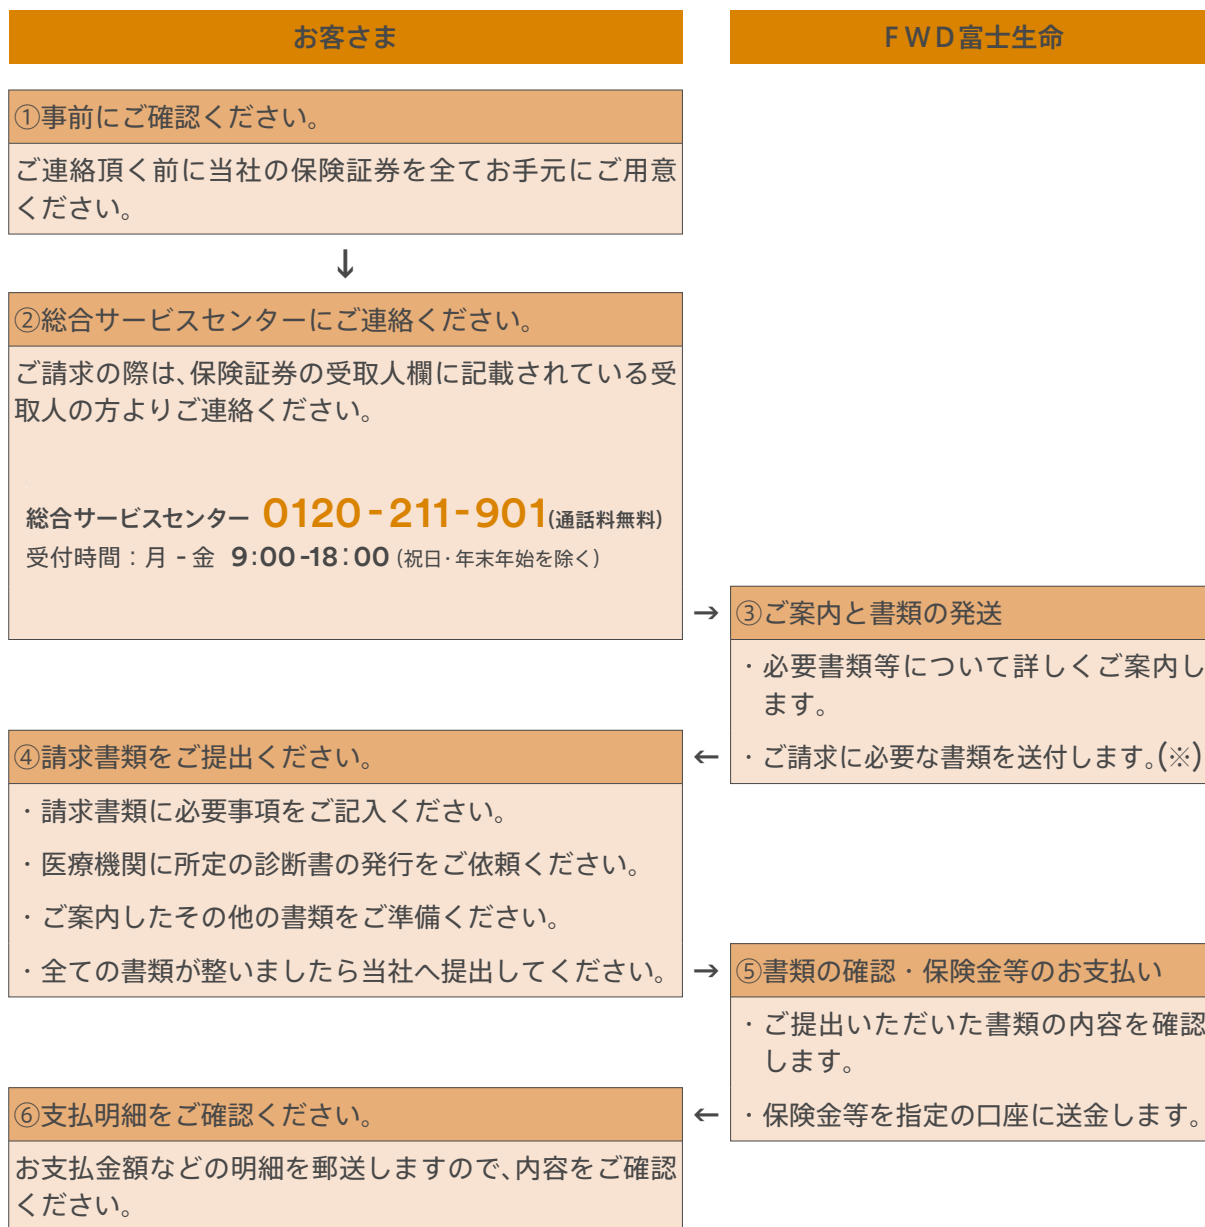 お客さま
FWD富士生命
①事前にご確認ください。
ご連絡頂く前に当社の保険証券を全てお手元にご用意
ください。
↓
②総合サービスセンターにご連絡ください。
ご請求の際は、保険証券の受取人欄に記載されている受
取人の方よりご連絡ください。
総合サービスセンター 0120-211-901(通話料無料)
受付時間：月 - 金 9:00-18:00 (祝日・年末年始を除く)
→
③ご案内と書類の発送
・必要書類等について詳しくご案内し
ます。
・ご請求に必要な書類を送付します。(※)
←
④請求書類をご提出ください。
・請求書類に必要事項をご記入ください。
・医療機関に所定の診断書の発行をご依頼ください。
・ご案内したその他の書類をご準備ください。
・全ての書類が整いましたら当社へ提出してください。
→
⑤書類の確認・保険金等のお支払い
・ご提出いただいた書類の内容を確認
します。
・保険金等を指定の口座に送金します。
←
⑥支払明細をご確認ください。
お支払金額などの明細を郵送しますので、内容をご確認
ください。